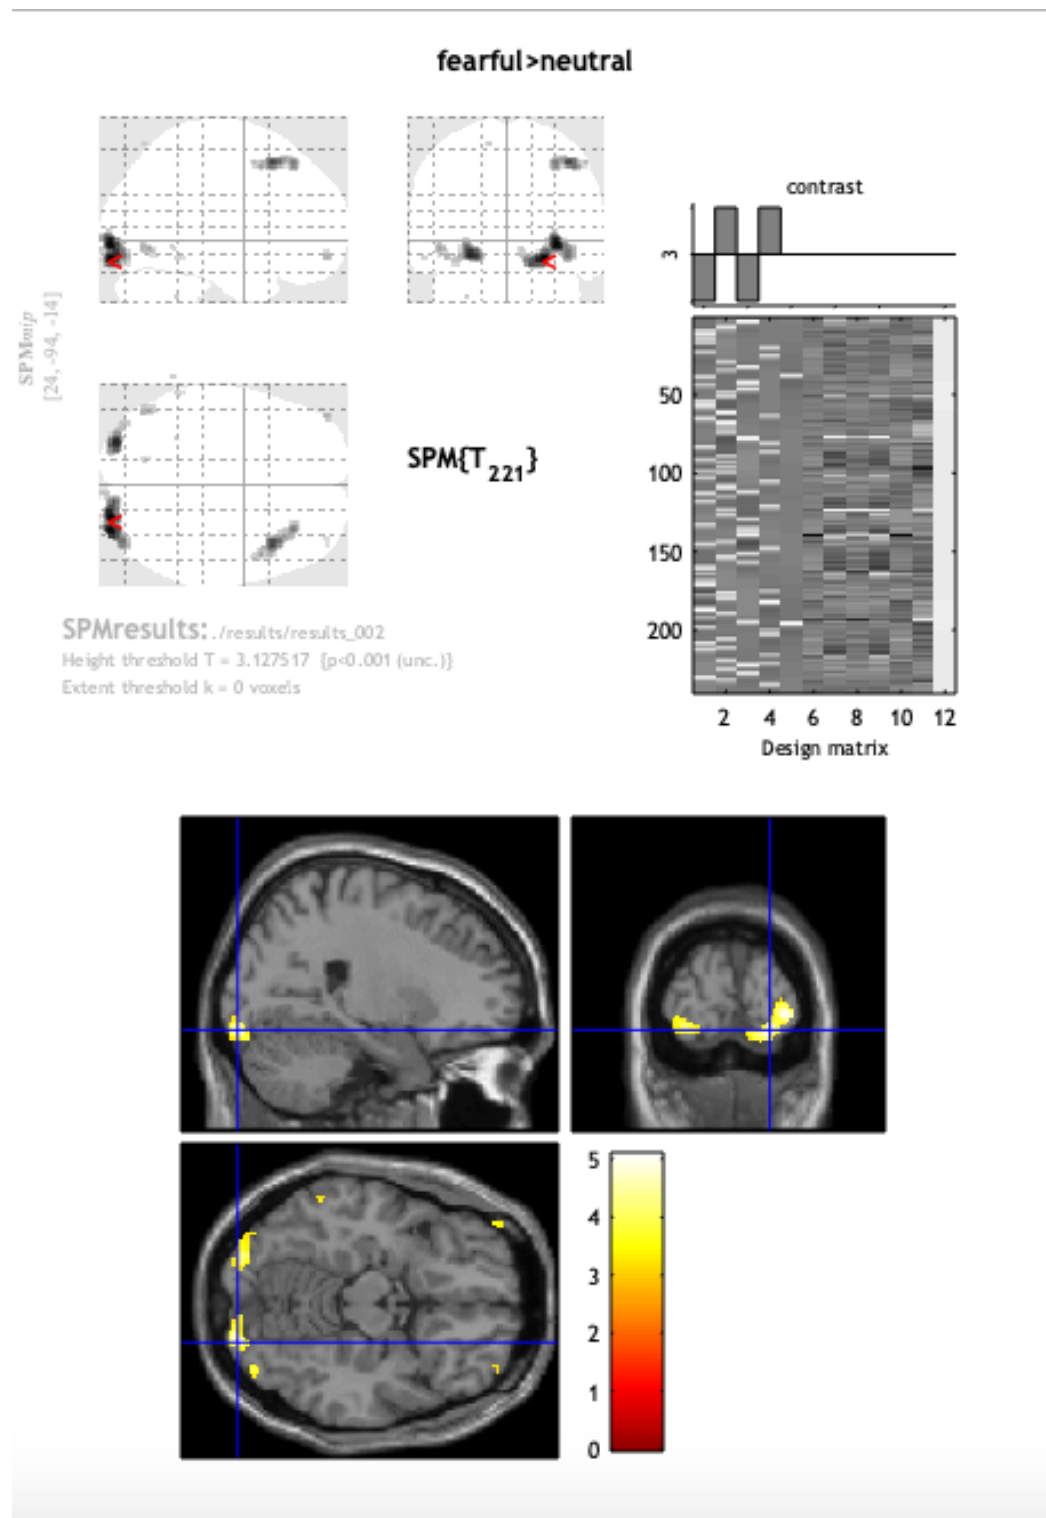 fearful>neutral
SPMmip
[24, -94, -14]
contrast
3
SPM{T221}
50
100
150
200
2 4 6 8 10 12
Design matrix
SPMresults: ./results/results_002
Height threshold T = 3.127517 {p<0.001 (unc.)}
Extent threshold k = 0 voxels
5
4
3
2
1
0